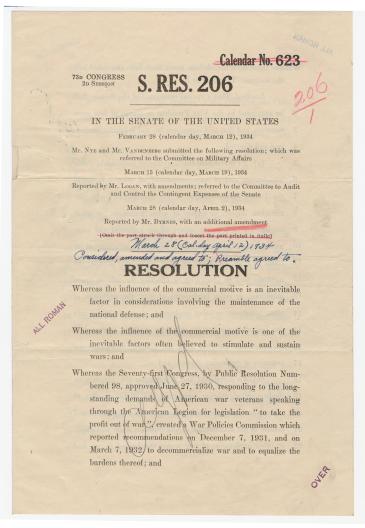 Calendar No. 623
73D CONGRESS
2D SESSION
S. RES. 206
206
1
IN THE SENATE OF THE UNITED STATES
FEBRUARY 28 (calendar day, MARCH 12), 1934
Mr. NYE and Mr. VANDENBERG submitted the following resolution; which was
referred to the Committee on Military Affairs
MARCH 13 (calendar day, MARCH 19), 1934
Reported by Mr. LOGAN, with amendments; referred to the Committee to Audit
and Control the Contingent Expenses of the Senate
MARCH 28 (calendar day, APRIL 9), 1934
Reported by Mr. BYRNES, with an additional amendment
[Omit the part struck through and insert the part printed in italic]
March 28 (Cal. day April 12) 1934
Considered, amended and agreed to; Preamble agreed to.
RESOLUTION
Whereas the influence of the commercial motive is an inevitable
factor in considerations involving the maintenance of the
national defense; and
ALL ROMAN
Whereas the influence of the commercial motive is one of the
inevitable factors often believed to stimulate and sustain
wars; and
Whereas the Seventy-first Congress, by Public Resolution Num-
bered 98, approved June 27, 1930, responding to the long-
standing demands of American war veterans speaking
through the American Legion for legislation "to take the
profit out of war", created a War Policies Commission which
reported recommendations on December 7, 1931, and on
March 7, 1932, to decommercialize war and to equalize the
burdens thereof; and
OVER